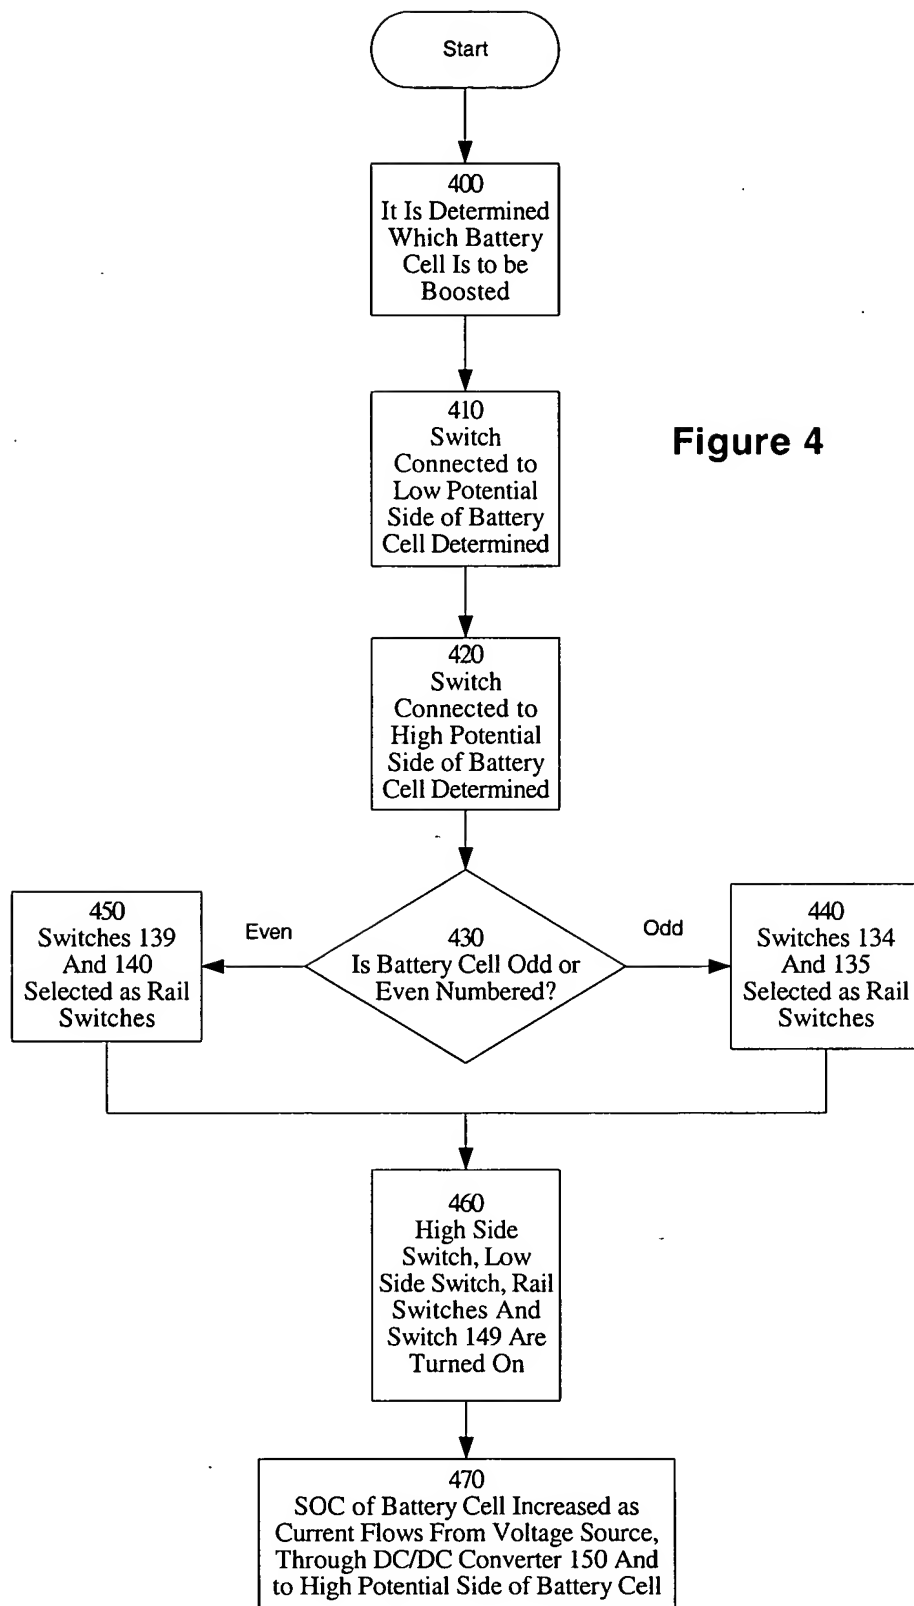 Start
400
It Is Determined
Which Battery
Cell Is to be
Boosted
410
Switch
Connected to
Low Potential
Side of Battery
Cell Determined
Figure 4
420
Switch
Connected to
High Potential
Side of Battery
Cell Determined
450
Switches 139
And 140
Selected as Rail
Switches
Even
430
Is Battery Cell Odd or
Even Numbered?
Odd
440
Switches 134
And 135
Selected as Rail
Switches
460
High Side
Switch, Low
Side Switch, Rail
Switches And
Switch 149 Are
Turned On
470
SOC of Battery Cell Increased as
Current Flows From Voltage Source,
Through DC/DC Converter 150 And
to High Potential Side of Battery Cell